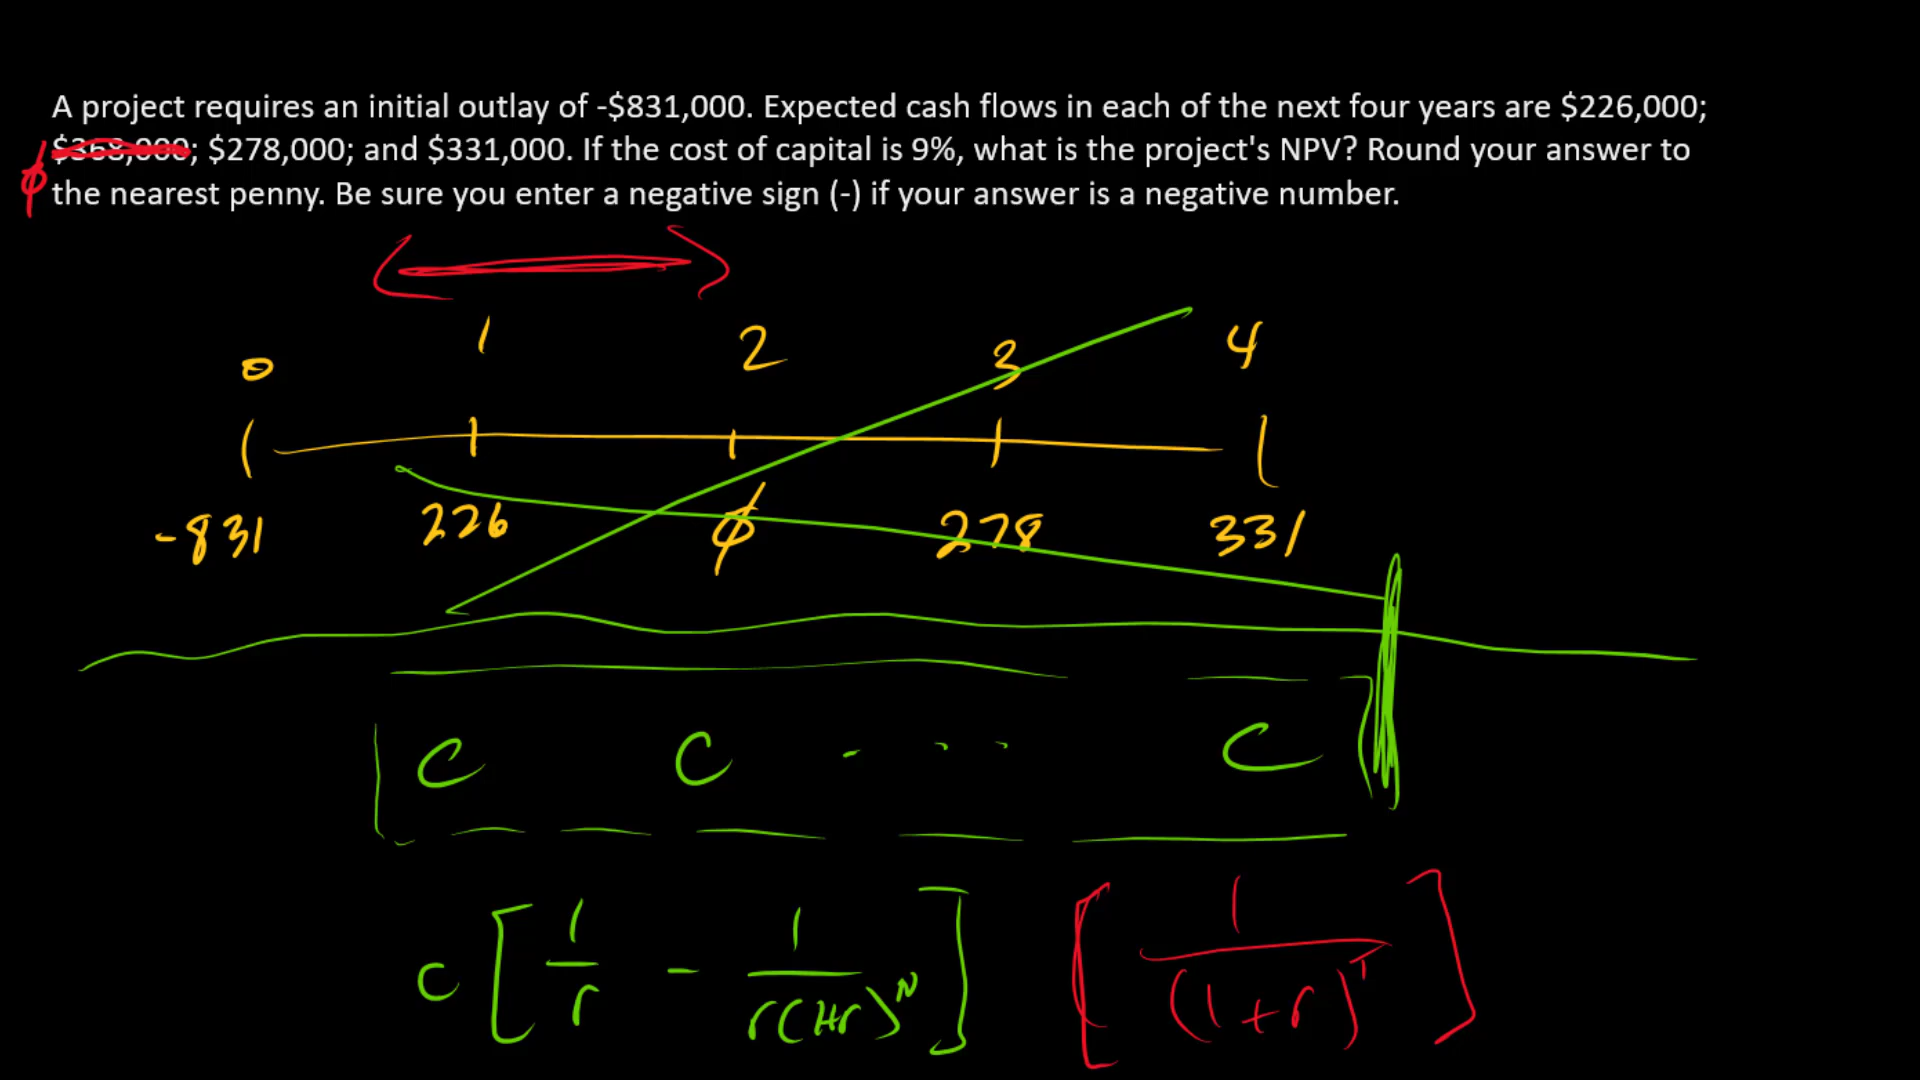 A project requires an initial outlay of -$831,000. Expected cash flows in each of the next four years are $226,000;
$368,000; $278,000; and $331,000. If the cost of capital is 9%, what is the project's NPV? Round your answer to
ϕ the nearest penny. Be sure you enter a negative sign (-) if your answer is a negative number.
0 1 2 3 4
-831 226 ϕ 278 331
C C . . . C
C [ 1/r - 1/r(1+r)^N ] [ 1/(1+r)^T ]